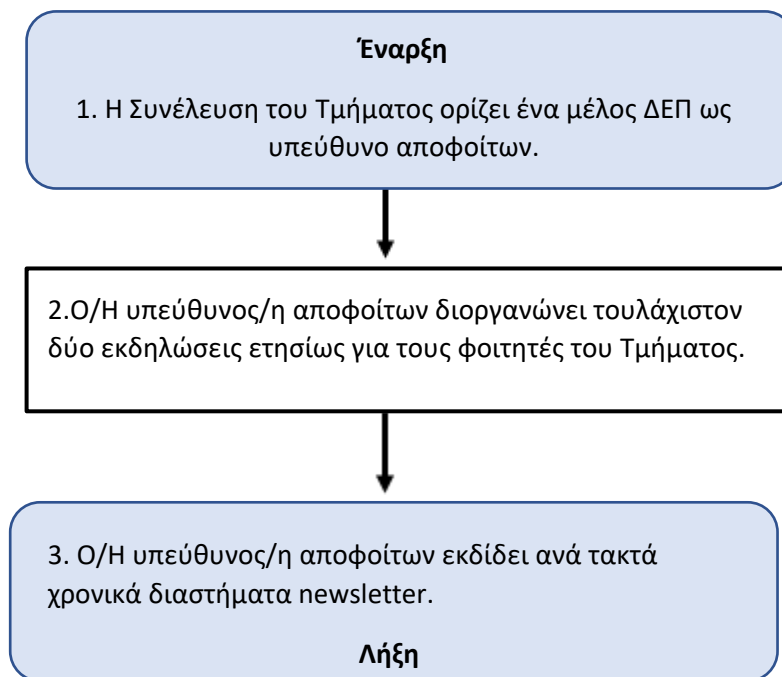 Έναρξη
1. Η Συνέλευση του Τμήματος ορίζει ένα μέλος ΔΕΠ ως
υπεύθυνο αποφοίτων.
2.Ο/Η υπεύθυνος/η αποφοίτων διοργανώνει τουλάχιστον
δύο εκδηλώσεις ετησίως για τους φοιτητές του Τμήματος.
3. Ο/Η υπεύθυνος/η αποφοίτων εκδίδει ανά τακτά
χρονικά διαστήματα newsletter.
Λήξη